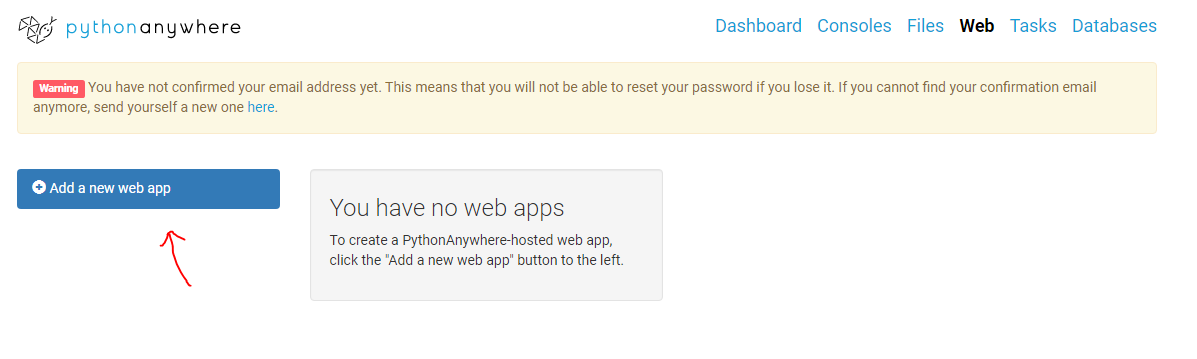 pythonanywhere
Dashboard Consoles Files Web Tasks Databases
Warning You have not confirmed your email address yet. This means that you will not be able to reset your password if you lose it. If you cannot find your confirmation email
anymore, send yourself a new one here.
Add a new web app
You have no web apps
To create a PythonAnywhere-hosted web app,
click the "Add a new web app" button to the left.